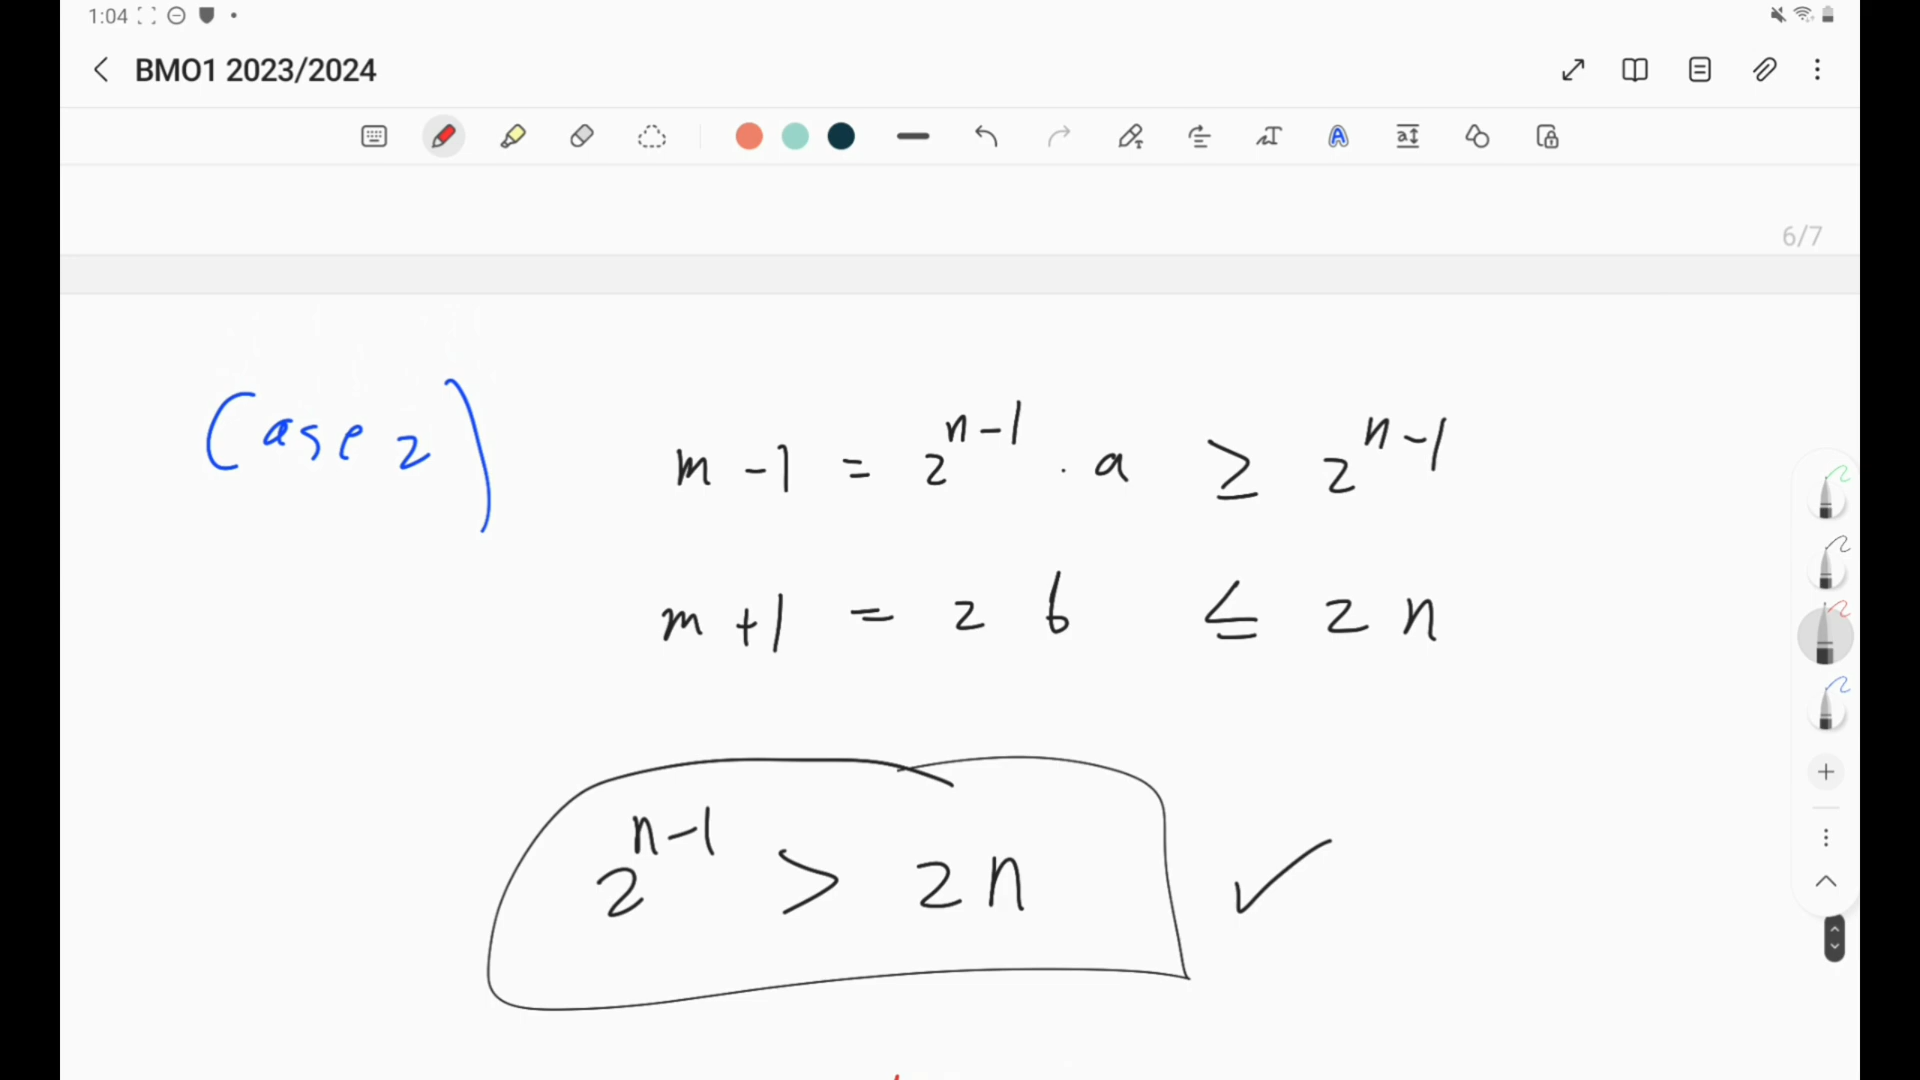 1:04
BMO1 2023/2024
6/7
Case 2)
m - 1 = 2^{n-1} · a ≥ 2^{n-1}
m + 1 = 2 b ≤ 2 n
2^{n-1} > 2 n ✓